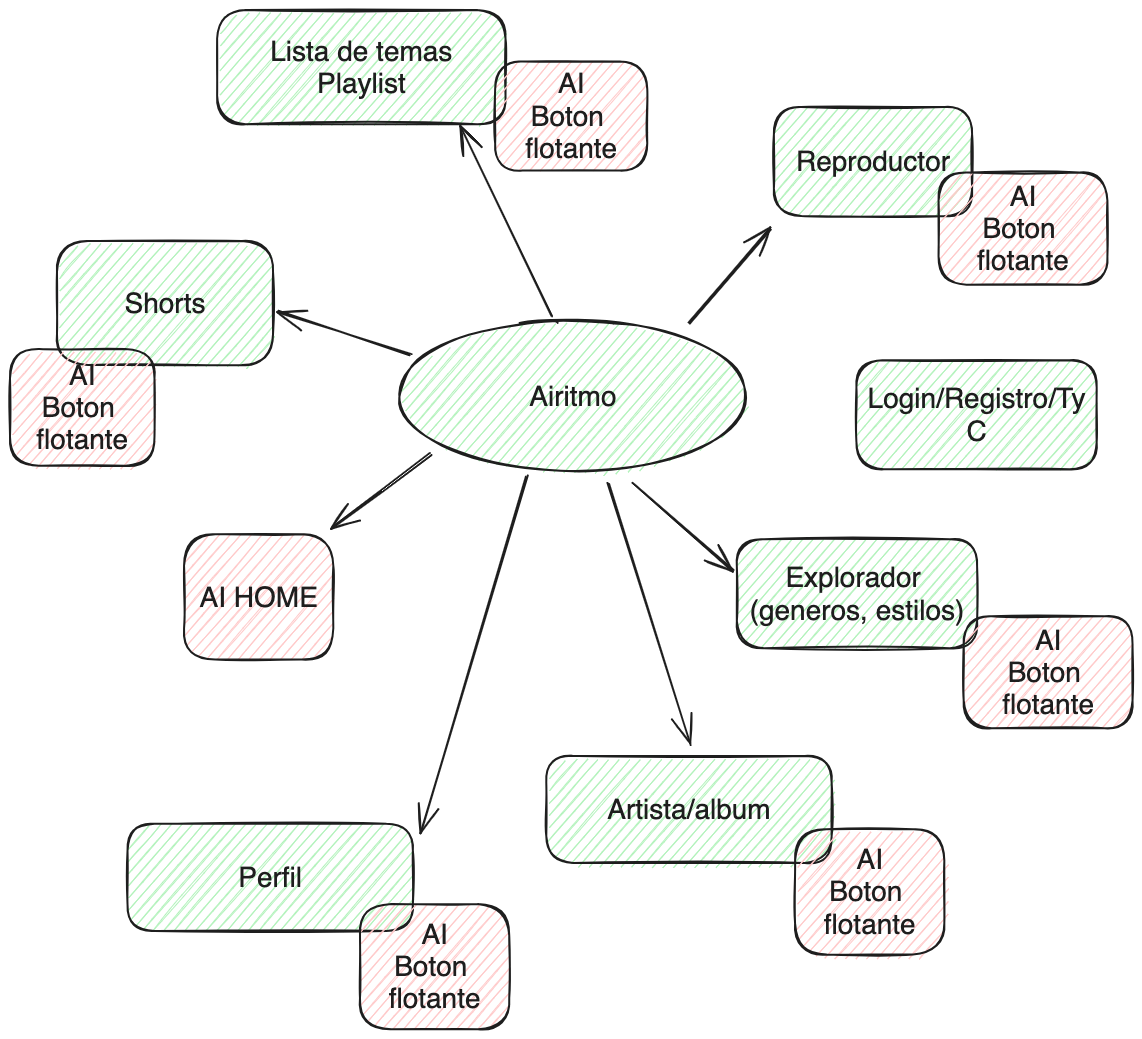 Lista de temas
Playlist
AI
Boton
flotante
Reproductor
AI
Boton
flotante
Shorts
AI
Boton
flotante
Airitmo
Login/Registro/Ty
C
AI HOME
Explorador
(generos, estilos)
AI
Boton
flotante
Artista/album
AI
Boton
flotante
Perfil
AI
Boton
flotante